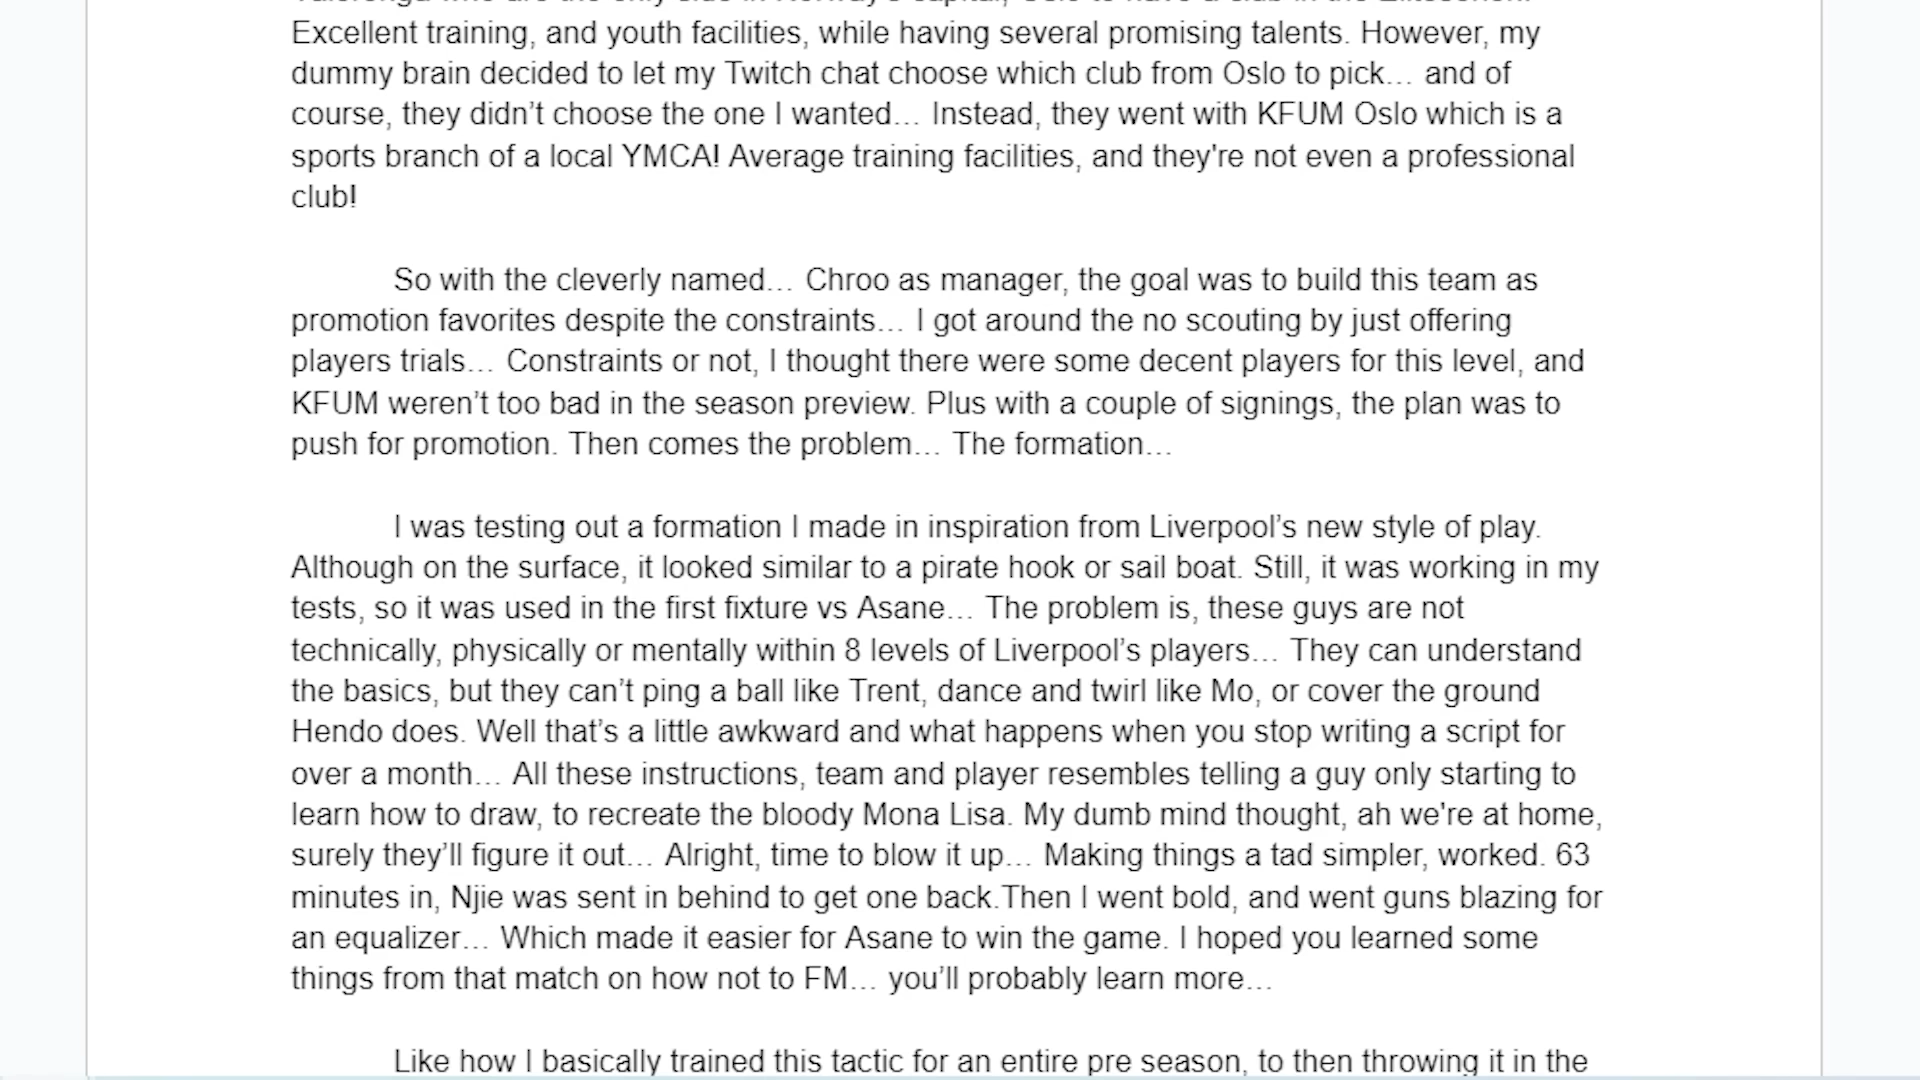 Excellent training, and youth facilities, while having several promising talents. However, my
dummy brain decided to let my Twitch chat choose which club from Oslo to pick… and of
course, they didn’t choose the one I wanted… Instead, they went with KFUM Oslo which is a
sports branch of a local YMCA! Average training facilities, and they're not even a professional
club!
So with the cleverly named… Chroo as manager, the goal was to build this team as
promotion favorites despite the constraints… I got around the no scouting by just offering
players trials… Constraints or not, I thought there were some decent players for this level, and
KFUM weren’t too bad in the season preview. Plus with a couple of signings, the plan was to
push for promotion. Then comes the problem… The formation…
I was testing out a formation I made in inspiration from Liverpool’s new style of play.
Although on the surface, it looked similar to a pirate hook or sail boat. Still, it was working in my
tests, so it was used in the first fixture vs Asane… The problem is, these guys are not
technically, physically or mentally within 8 levels of Liverpool’s players… They can understand
the basics, but they can’t ping a ball like Trent, dance and twirl like Mo, or cover the ground
Hendo does. Well that’s a little awkward and what happens when you stop writing a script for
over a month… All these instructions, team and player resembles telling a guy only starting to
learn how to draw, to recreate the bloody Mona Lisa. My dumb mind thought, ah we're at home,
surely they’ll figure it out… Alright, time to blow it up… Making things a tad simpler, worked. 63
minutes in, Njie was sent in behind to get one back.Then I went bold, and went guns blazing for
an equalizer… Which made it easier for Asane to win the game. I hoped you learned some
things from that match on how not to FM… you’ll probably learn more…
Like how I basically trained this tactic for an entire pre season, to then throwing it in the